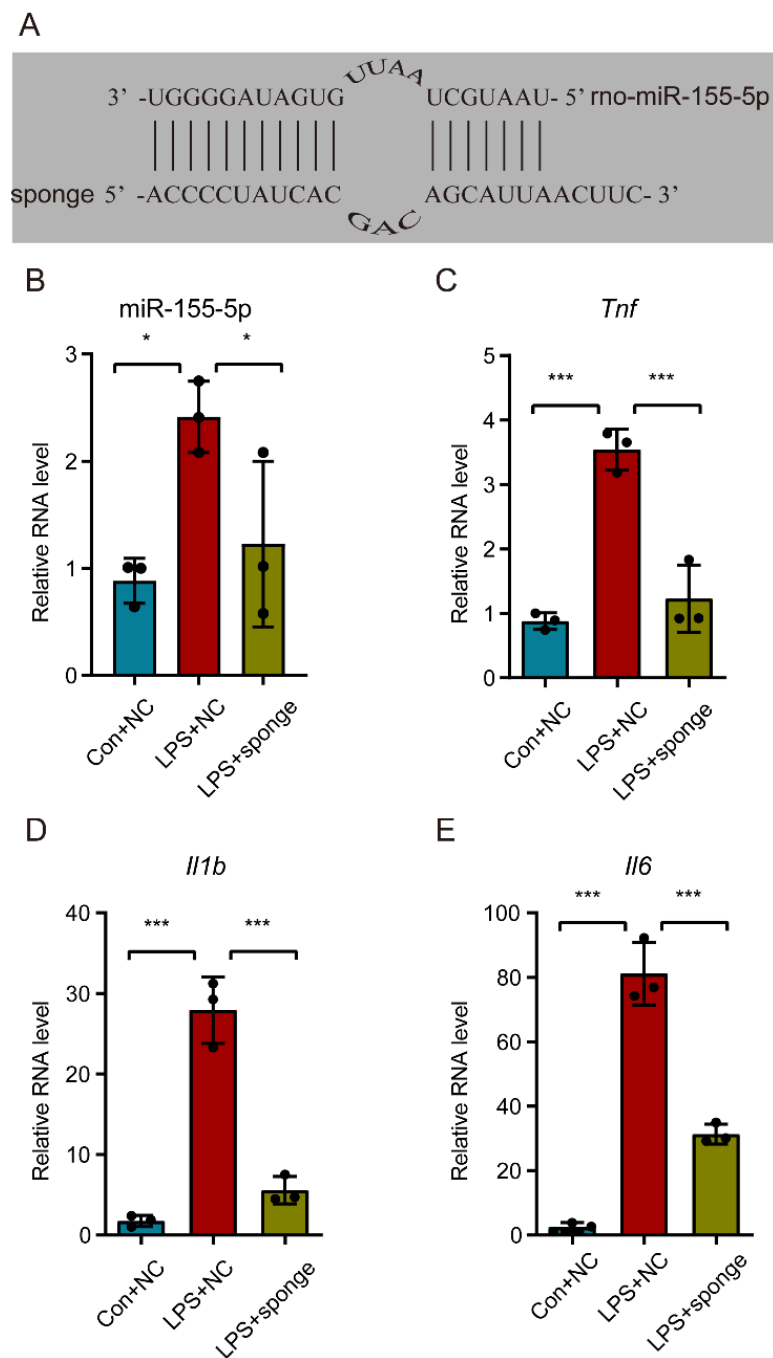 A
UUAA
3’ -UGGGGAUAGUG UCGUAAU- 5’ rno-miR-155-5p
sponge 5’ -ACCCCUAUCAC AGCAUUAACUUC- 3’
GAC
B
miR-155-5p
* *
3
2
1
0
Relative RNA level
Con+NC
LPS+NC
LPS+sponge
C
Tnf
*** ***
5
4
3
2
1
0
Relative RNA level
Con+NC
LPS+NC
LPS+sponge
D
Il1b
*** ***
40
30
20
10
0
Relative RNA level
Con+NC
LPS+NC
LPS+sponge
E
Il6
*** ***
100
80
60
40
20
0
Relative RNA level
Con+NC
LPS+NC
LPS+sponge